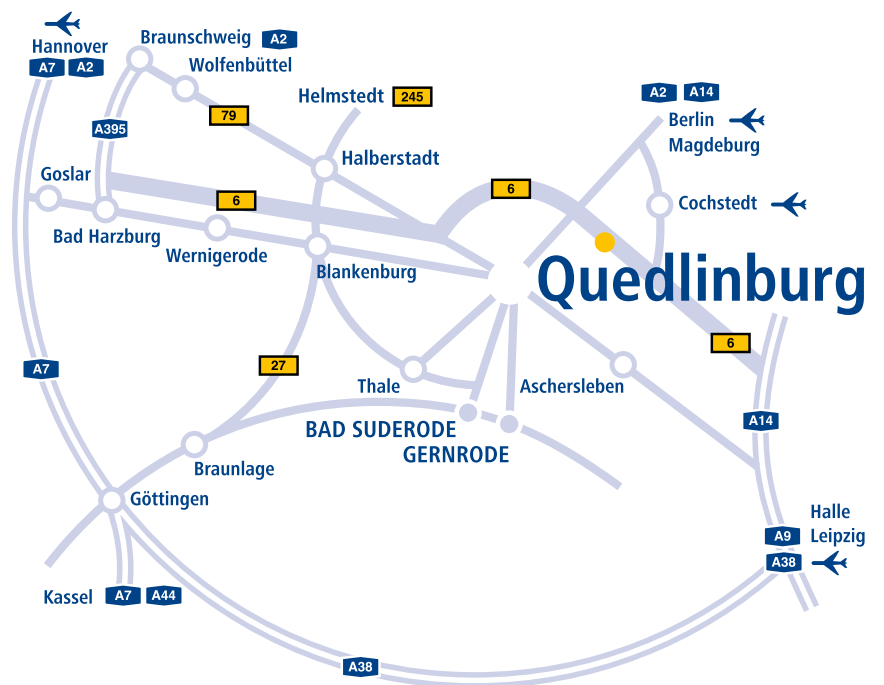 Hannover
A7 A2
Braunschweig A2
Wolfenbüttel
79
Helmstedt 245
A2 A14
Berlin
Magdeburg
A395
Halberstadt
Goslar
6
6
Cochstedt
Bad Harzburg
Wernigerode
Blankenburg
Quedlinburg
6
A7
27
Thale
Aschersleben
A14
BAD SUDERODE
GERNRODE
Braunlage
Göttingen
Halle
A9 Leipzig
A38
Kassel A7 A44
A38